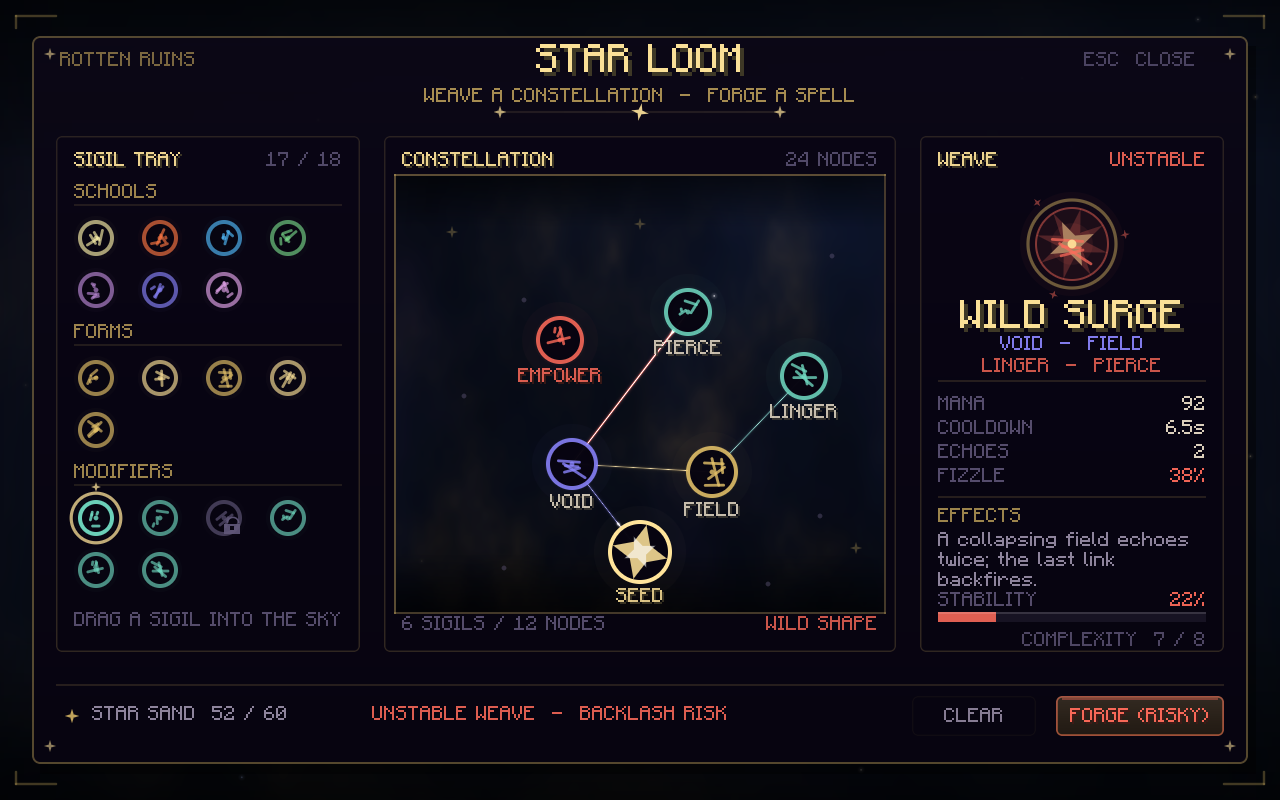 ROTTEN RUINS
STAR LOOM
ESC CLOSE
WEAVE A CONSTELLATION – FORGE A SPELL
SIGIL TRAY 17 / 18
SCHOOLS
FORMS
MODIFIERS
DRAG A SIGIL INTO THE SKY
CONSTELLATION 24 NODES
PIERCE
EMPOWER
LINGER
VOID
FIELD
SEED
6 SIGILS / 12 NODES WILD SHAPE
WEAVE UNSTABLE
WILD SURGE
VOID – FIELD
LINGER – PIERCE
MANA 92
COOLDOWN 6.5s
ECHOES 2
FIZZLE 38%
EFFECTS
A collapsing field echoes
twice; the last link
backfires.
STABILITY 22%
COMPLEXITY 7 / 8
STAR SAND 52 / 60
UNSTABLE WEAVE – BACKLASH RISK
CLEAR
FORGE (RISKY)